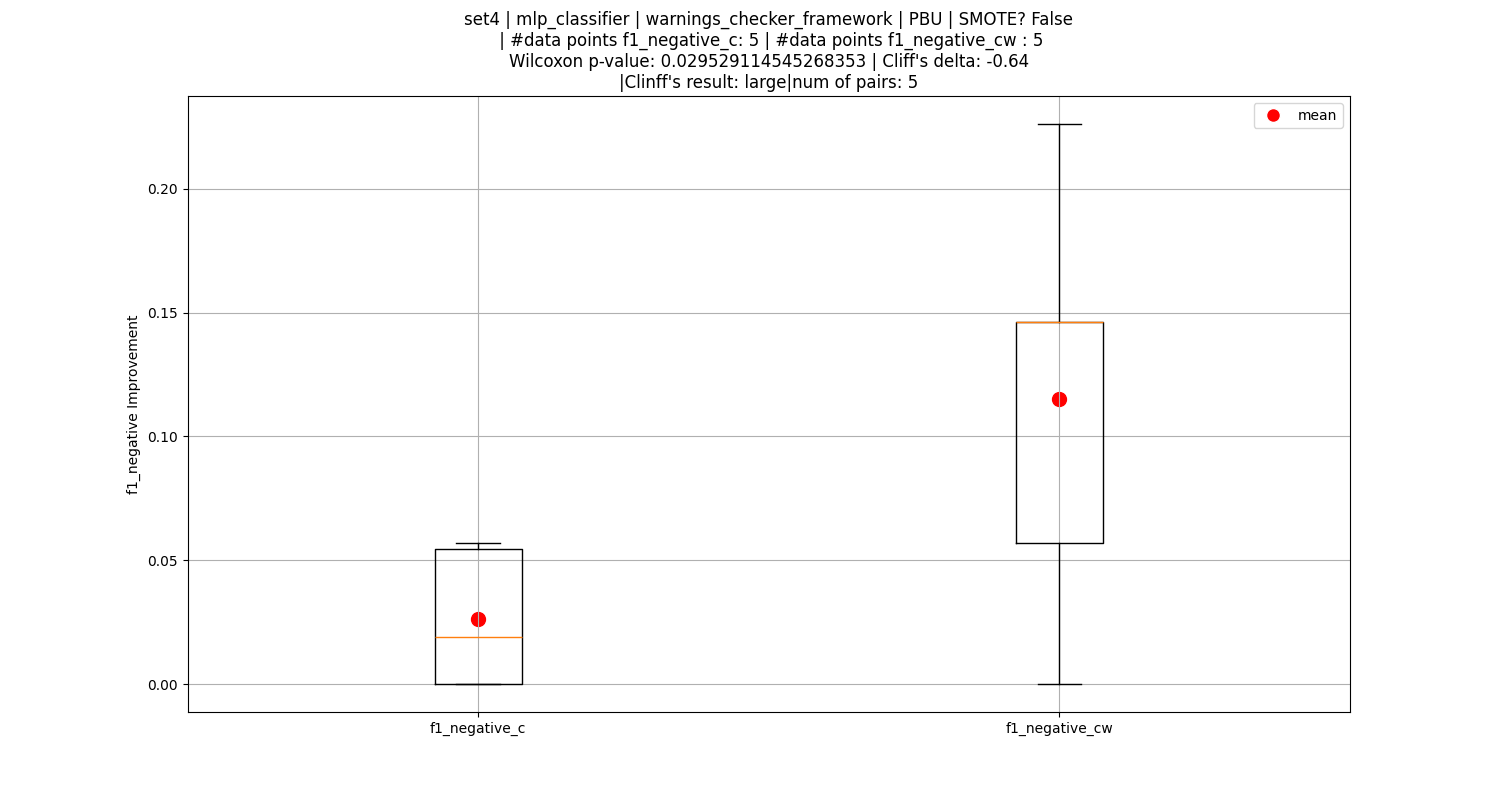 set4 | mlp_classifier | warnings_checker_framework | PBU | SMOTE? False
| #data points f1_negative_c: 5 | #data points f1_negative_cw : 5
Wilcoxon p-value: 0.029529114545268353 | Cliff's delta: -0.64
|Clinff's result: large|num of pairs: 5
mean
0.20
0.15
0.10
0.05
0.00
f1_negative Improvement
f1_negative_c
f1_negative_cw